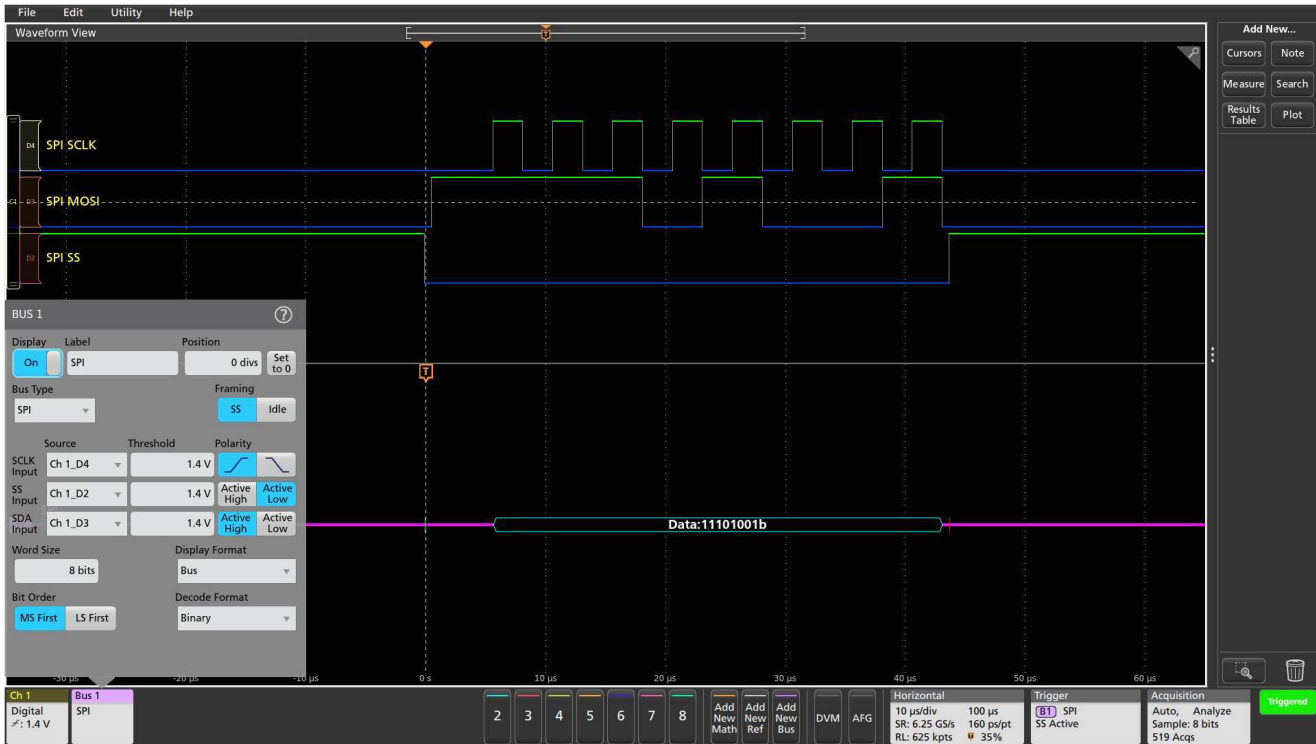 File Edit Utility Help
Waveform View
Add New...
Cursors Note
Measure Search
Results Table Plot
D4 SPI SCLK
C1 D3 SPI MOSI
D2 SPI SS
T
T
BUS 1 ?
Display Label Position
On SPI 0 divs Set to 0
Bus Type Framing
SPI SS Idle
Source Threshold Polarity
SCLK Input Ch 1_D4 1.4 V
SS Input Ch 1_D2 1.4 V Active High Active Low
SDA Input Ch 1_D3 1.4 V Active High Active Low
Data:11101001b
Word Size Display Format
8 bits Bus
Bit Order Decode Format
MS First LS First Binary
-30 µs -20 µs -10 µs 0 s 10 µs 20 µs 30 µs 40 µs 50 µs 60 µs
Ch 1
Digital
: 1.4 V
Bus 1
SPI
2 3 4 5 6 7 8
Add New Math
Add New Ref
Add New Bus
DVM AFG
Horizontal
10 µs/div 100 µs
SR: 6.25 GS/s 160 ps/pt
RL: 625 kpts 35%
Trigger
B1 SPI
SS Active
Acquisition
Auto, Analyze
Sample: 8 bits
519 Acqs
Triggered